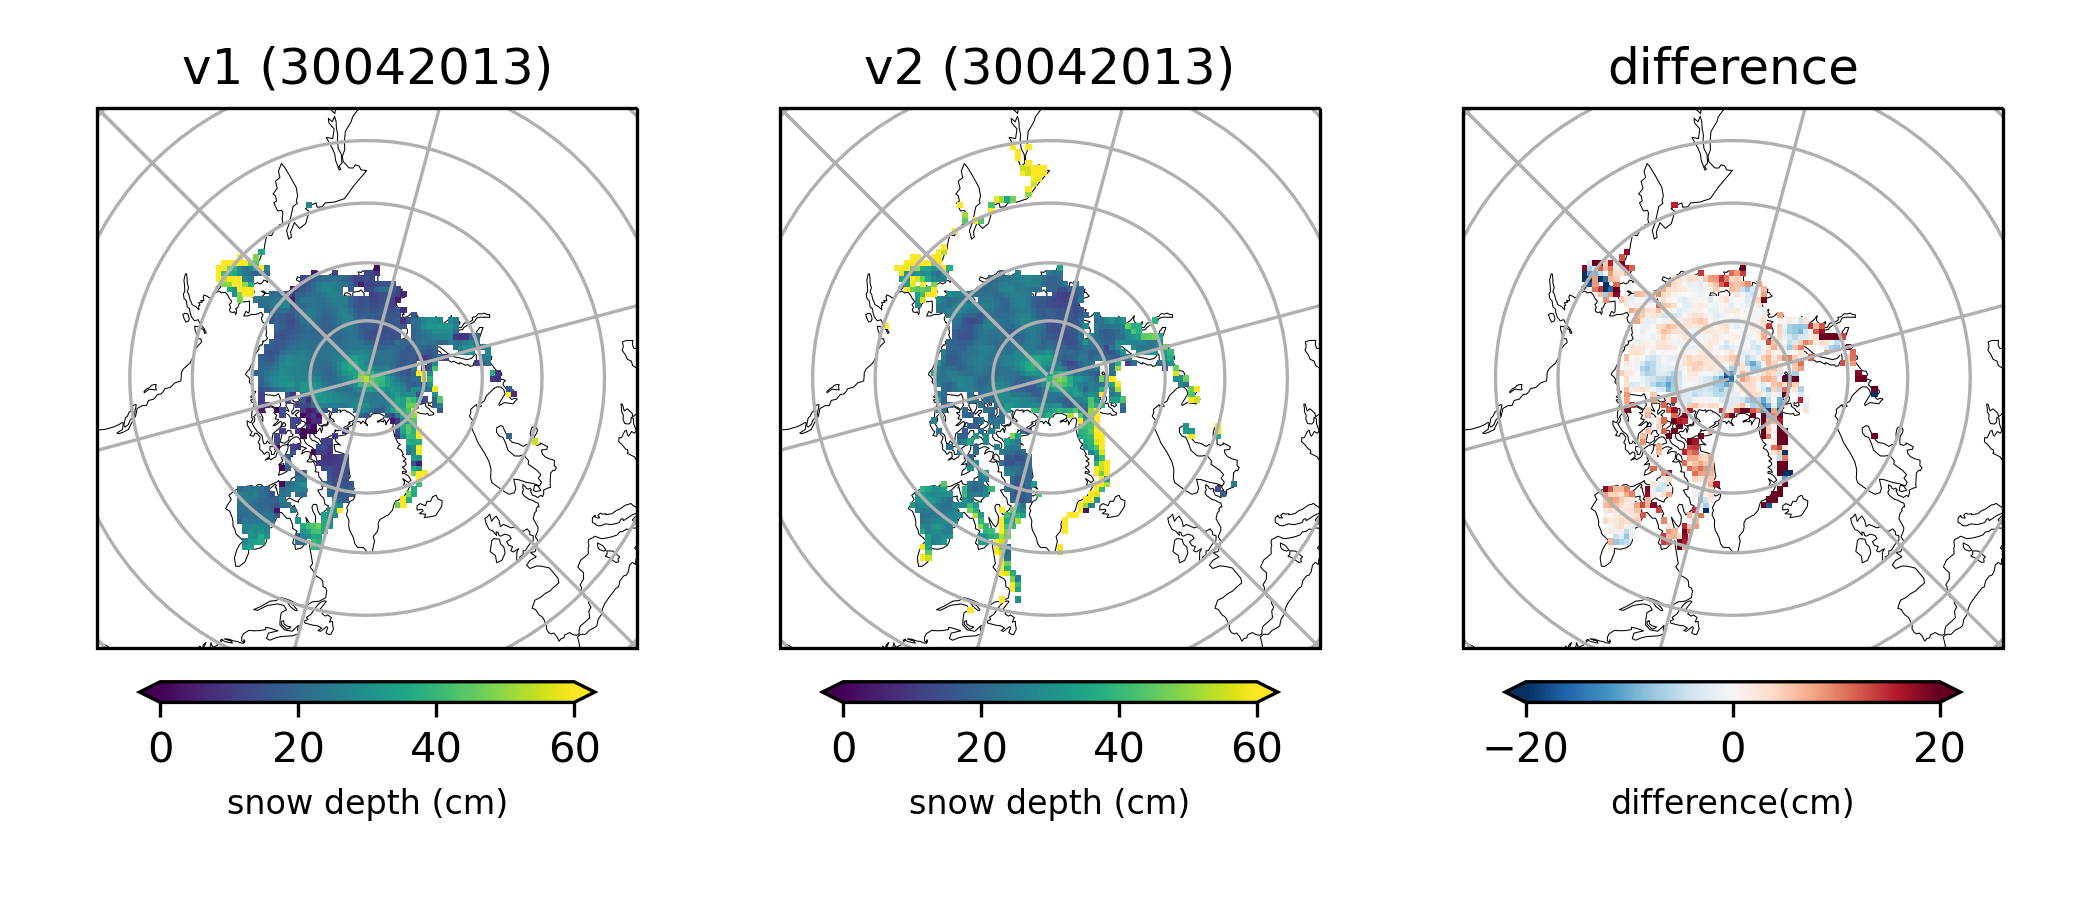 v1 (30042013)
v2 (30042013)
difference
0 20 40 60
snow depth (cm)
0 20 40 60
snow depth (cm)
−20 0 20
difference(cm)